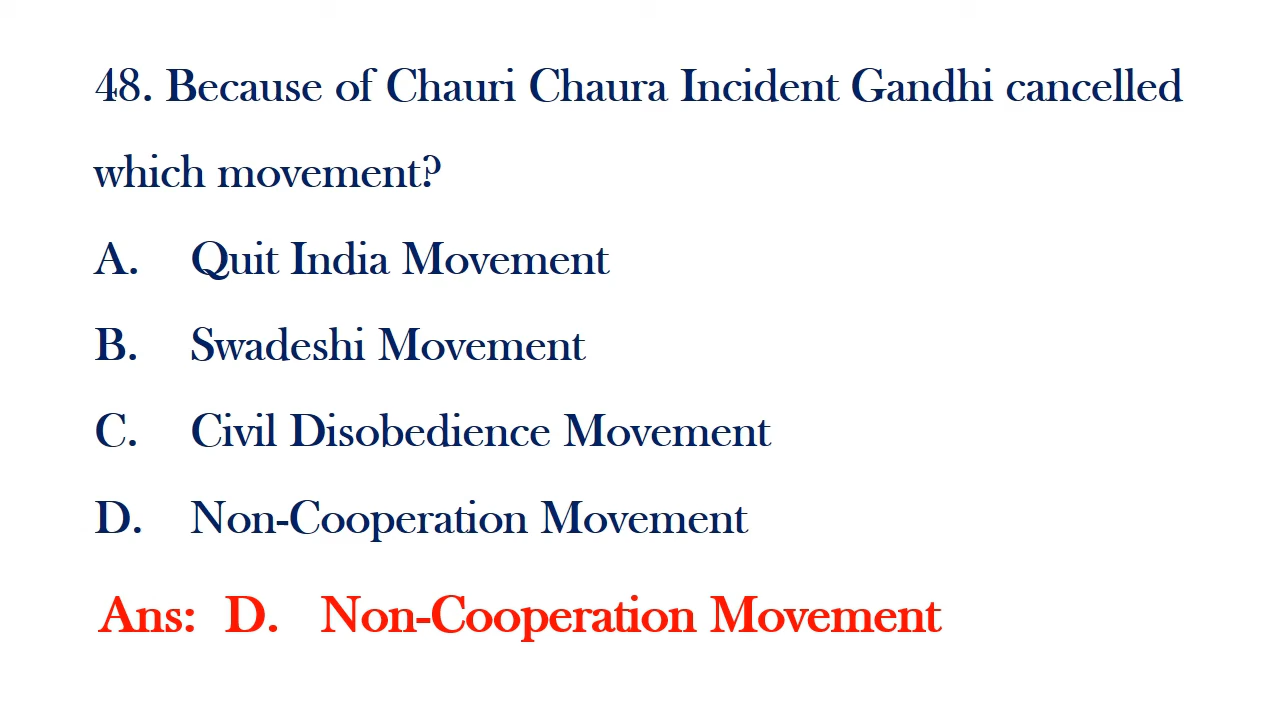 48. Because of Chauri Chaura Incident Gandhi cancelled
which movement?
A. Quit India Movement
B. Swadeshi Movement
C. Civil Disobedience Movement
D. Non-Cooperation Movement
Ans: D. Non-Cooperation Movement